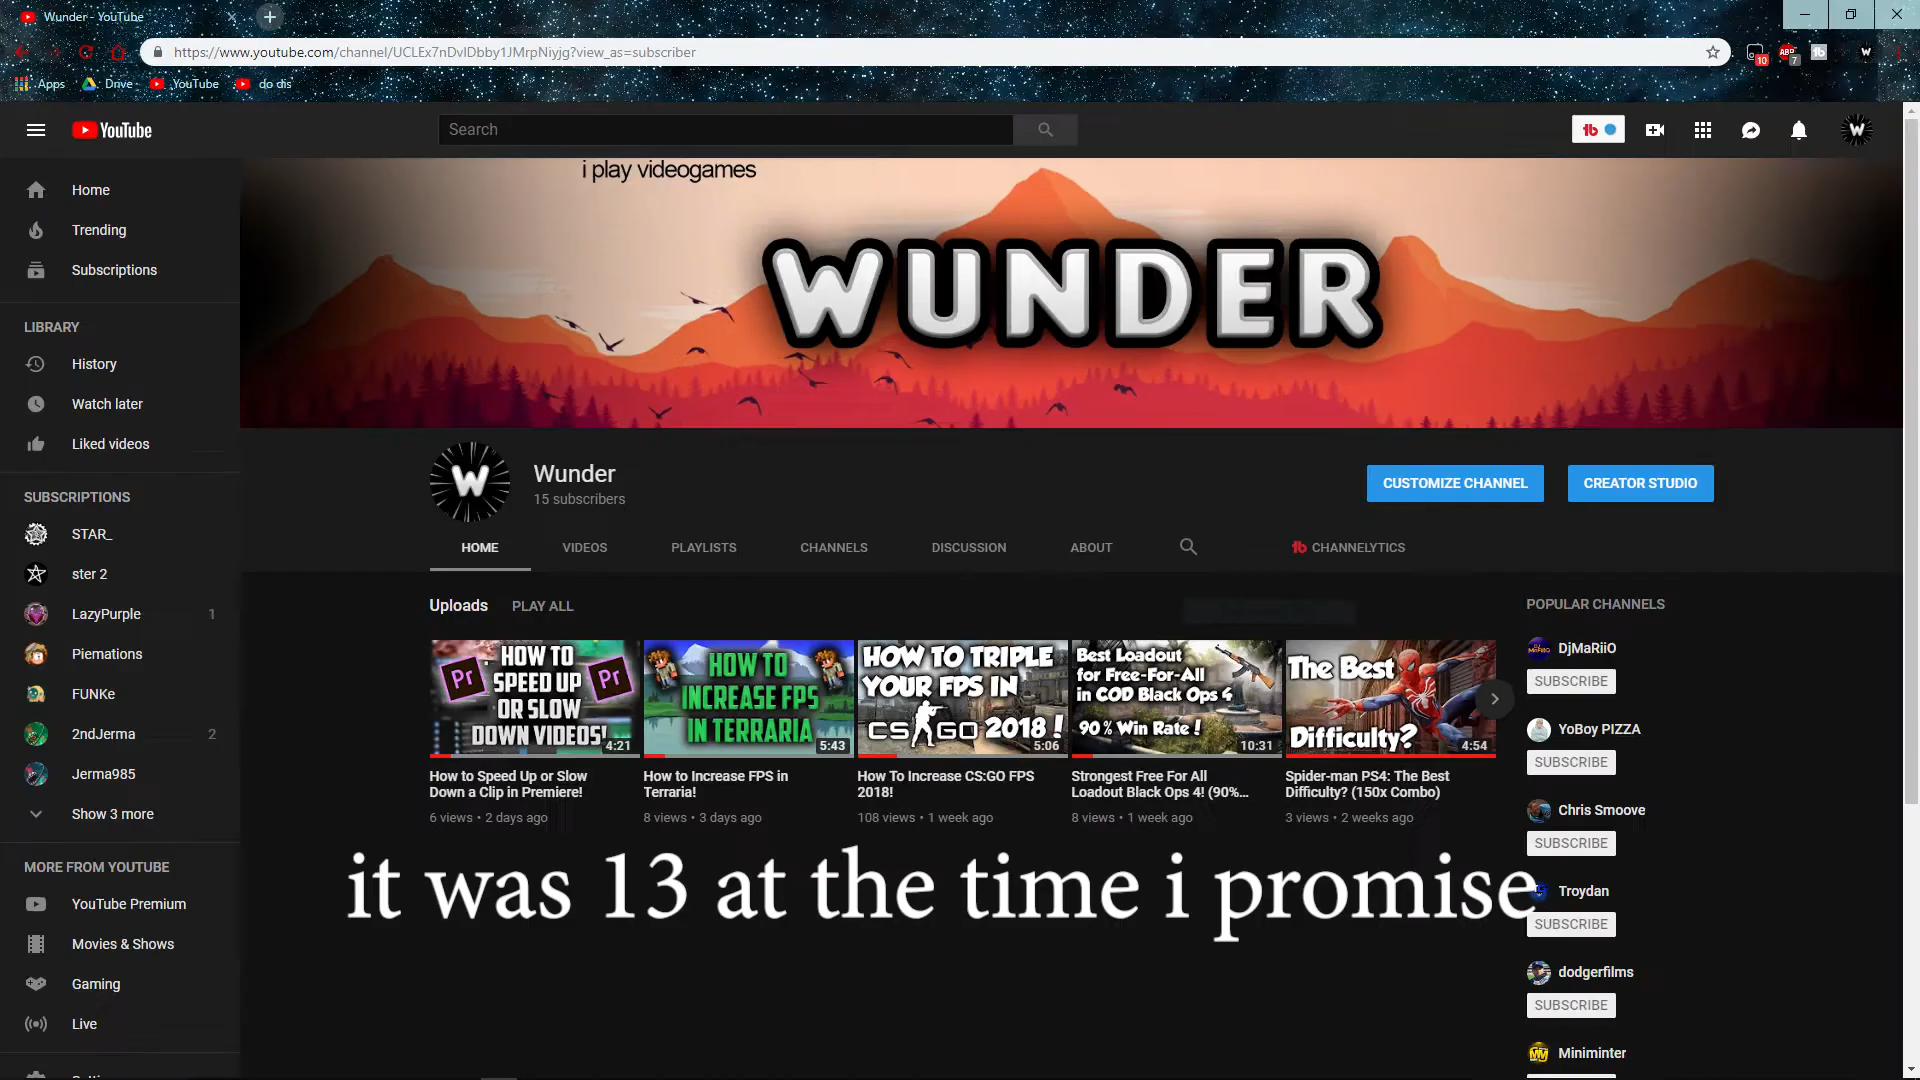 Wunder - YouTube
https://www.youtube.com/channel/UCLEx7nDvlDbby1JMrpNiyjg?view_as=subscriber
10
ABP
7
tb
W
Apps
Drive
YouTube
do dis
YouTube
Search
tb
W
Home
Trending
Subscriptions
LIBRARY
History
Watch later
Liked videos
SUBSCRIPTIONS
STAR_
ster 2
LazyPurple 1
Piemations
FUNKe
2ndJerma 2
Jerma985
Show 3 more
MORE FROM YOUTUBE
YouTube Premium
Movies & Shows
Gaming
Live
i play videogames
WUNDER
W
Wunder
15 subscribers
CUSTOMIZE CHANNEL
CREATOR STUDIO
HOME
VIDEOS
PLAYLISTS
CHANNELS
DISCUSSION
ABOUT
tb CHANNELYTICS
Uploads
PLAY ALL
Pr
HOW TO
SPEED UP
OR SLOW
DOWN VIDEOS!
Pr
4:21
How to Speed Up or Slow
Down a Clip in Premiere!
6 views • 2 days ago
HOW TO
INCREASE FPS
IN TERRARIA
5:43
How to Increase FPS in
Terraria!
8 views • 3 days ago
HOW TO TRIPLE
YOUR FPS IN
CS GO 2018!
5:06
How To Increase CS:GO FPS
2018!
108 views • 1 week ago
Best Loadout
for Free-For-All
in COD Black Ops 4
90% Win Rate!
10:31
Strongest Free For All
Loadout Black Ops 4! (90%...
8 views • 1 week ago
The Best
Difficulty?
4:54
Spider-man PS4: The Best
Difficulty? (150x Combo)
3 views • 2 weeks ago
it was 13 at the time i promise
POPULAR CHANNELS
DjMaRiiO
SUBSCRIBE
YoBoy PIZZA
SUBSCRIBE
Chris Smoove
SUBSCRIBE
Troydan
SUBSCRIBE
dodgerfilms
SUBSCRIBE
Miniminter